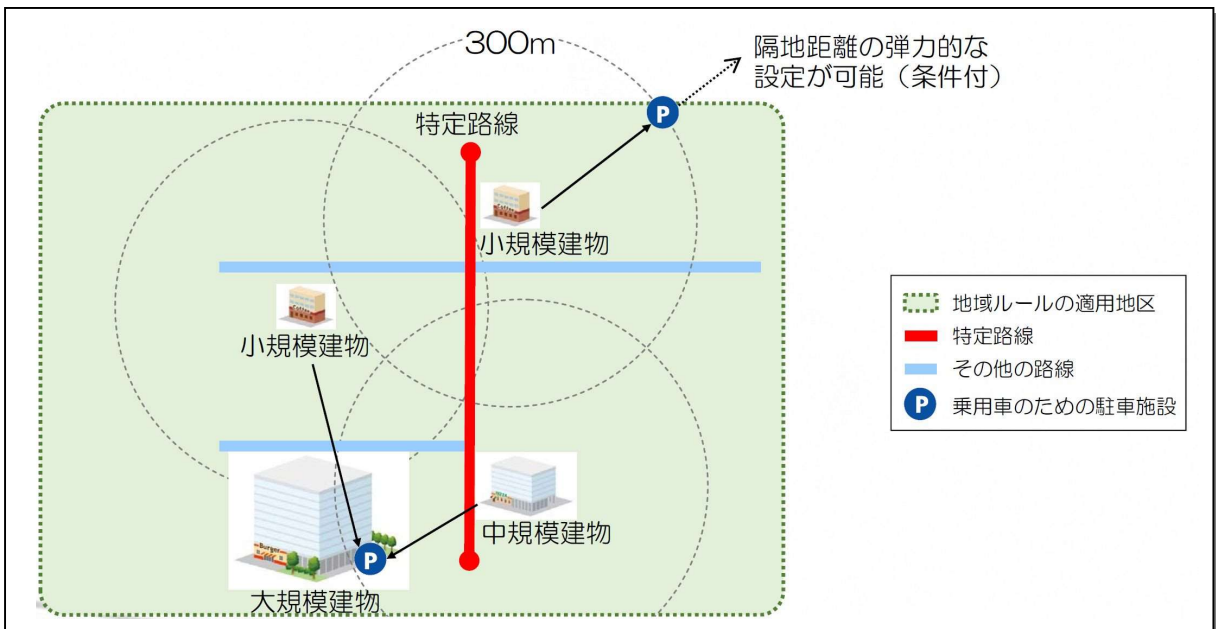 300m
隔地距離の弾力的な
設定が可能（条件付）
P
特定路線
小規模建物
小規模建物
地域ルールの適用地区
特定路線
その他の路線
P 乗用車のための駐車施設
中規模建物
P
大規模建物